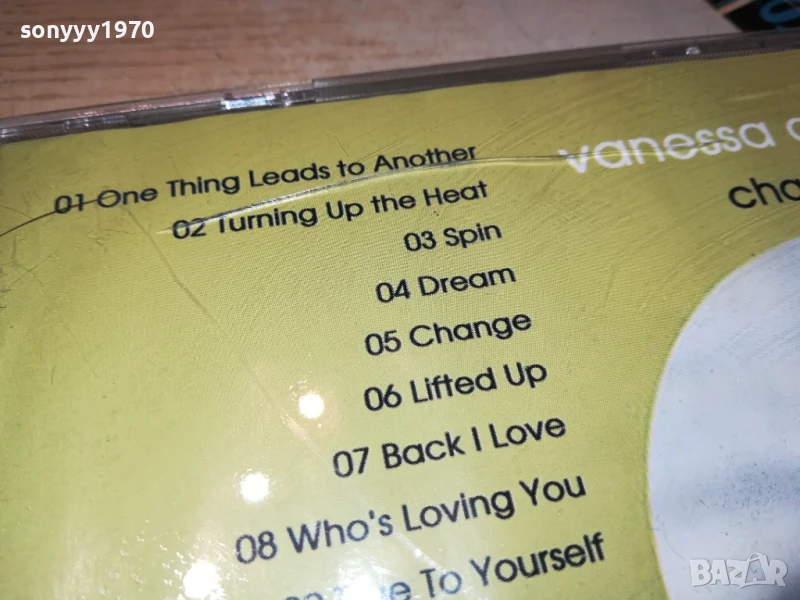 sonyyy1970
vanessa
cha
01 One Thing Leads to Another
02 Turning Up the Heat
03 Spin
04 Dream
05 Change
06 Lifted Up
07 Back I Love
08 Who's Loving You
To Yourself
BAZAR